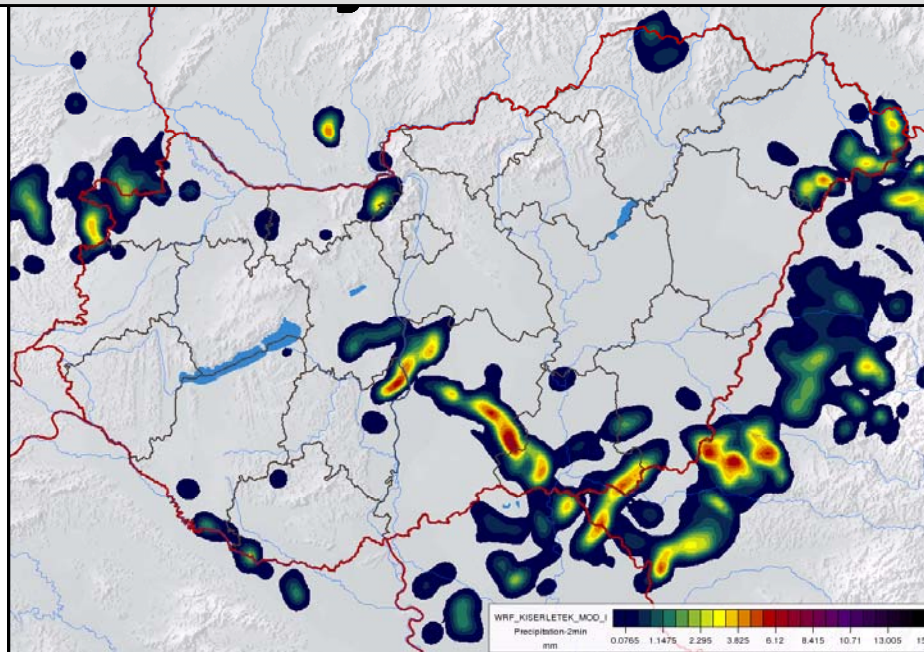 WRF_KISERLETEK_MOD_I
Precipitation-2min
mm
0.0765 1.1475 2.295 3.825 6.12 8.415 10.71 13.005